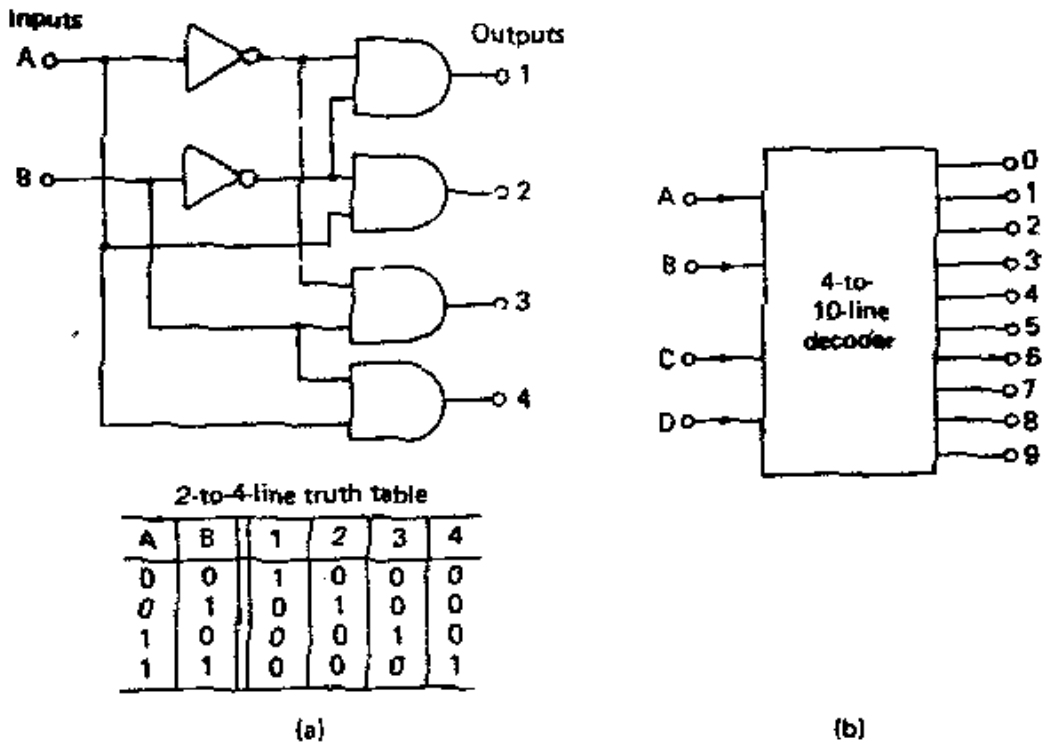 Inputs
Outputs
A
1
B
2
3
4
2-to-4-line truth table
A B 1 2 3 4
0 0 1 0 0 0
0 1 0 1 0 0
1 0 0 0 1 0
1 1 0 0 0 1
(a)
A
B
C
D
4-to-
10-line
decoder
0
1
2
3
4
5
6
7
8
9
(b)